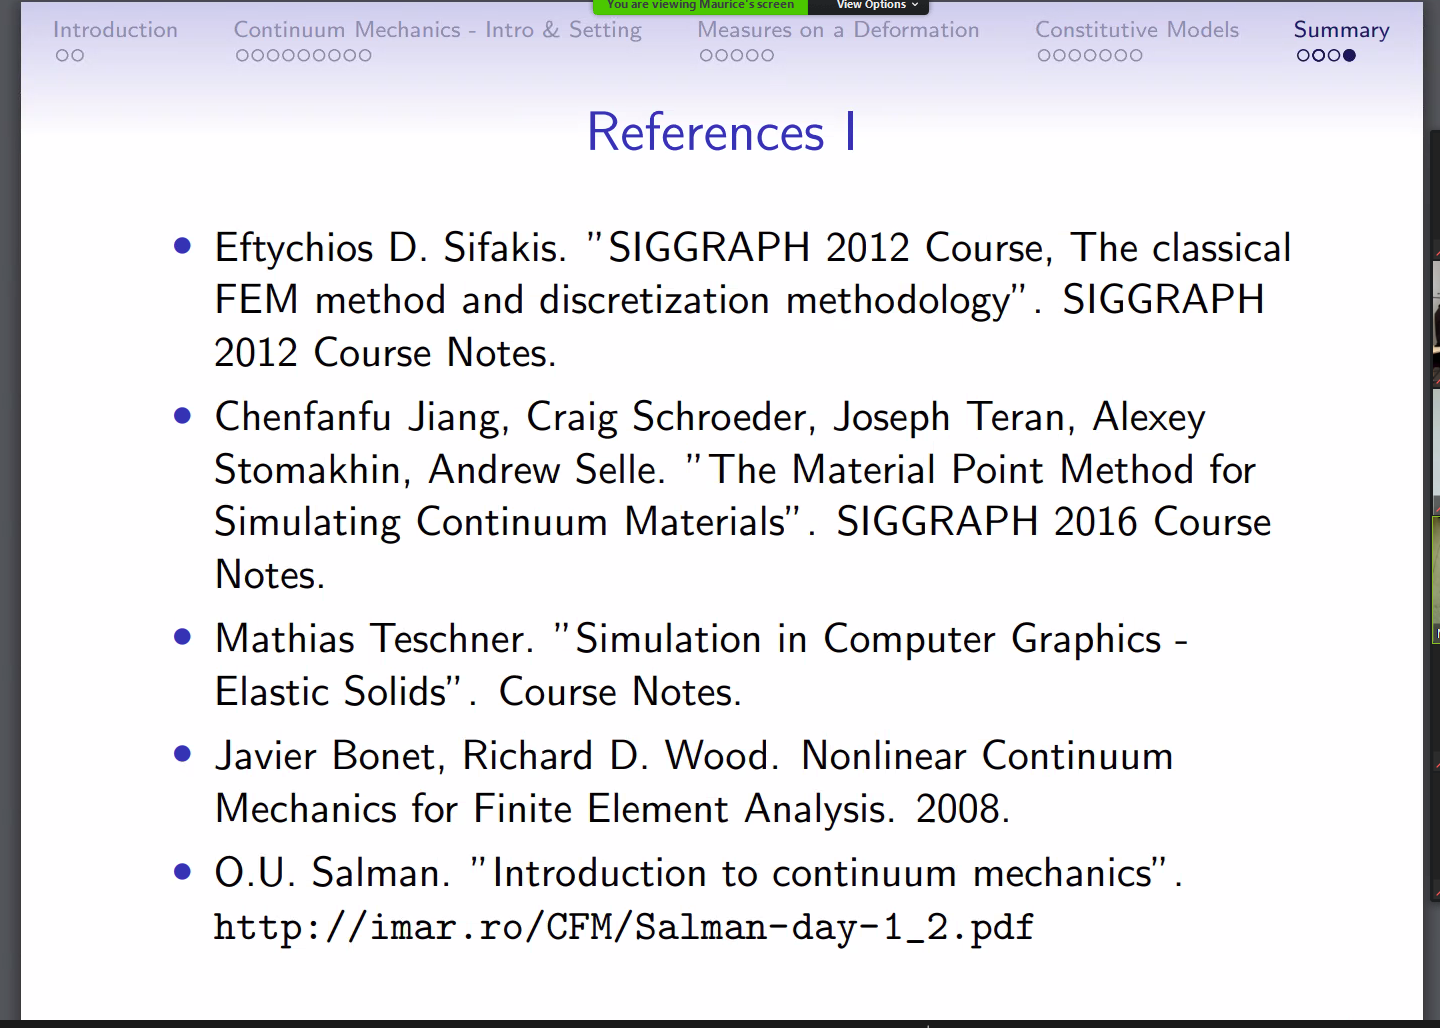 You are viewing Maurice's screen View Options
Introduction Continuum Mechanics - Intro & Setting Measures on a Deformation Constitutive Models Summary
References I
Eftychios D. Sifakis. ”SIGGRAPH 2012 Course, The classical
FEM method and discretization methodology”. SIGGRAPH
2012 Course Notes.
Chenfanfu Jiang, Craig Schroeder, Joseph Teran, Alexey
Stomakhin, Andrew Selle. ”The Material Point Method for
Simulating Continuum Materials”. SIGGRAPH 2016 Course
Notes.
Mathias Teschner. ”Simulation in Computer Graphics -
Elastic Solids”. Course Notes.
Javier Bonet, Richard D. Wood. Nonlinear Continuum
Mechanics for Finite Element Analysis. 2008.
O.U. Salman. ”Introduction to continuum mechanics”.
http://imar.ro/CFM/Salman-day-1_2.pdf